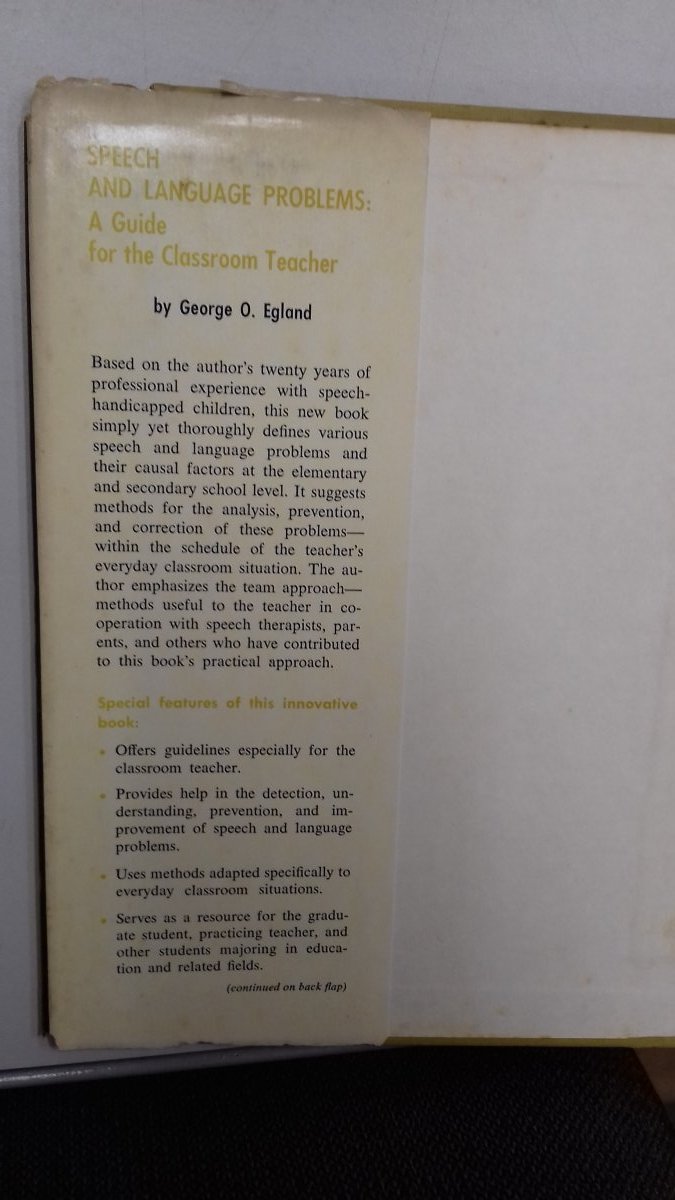 SPEECH
AND LANGUAGE PROBLEMS:
A Guide
for the Classroom Teacher
by George O. Egland
Based on the author's twenty years of
professional experience with speech-
handicapped children, this new book
simply yet thoroughly defines various
speech and language problems and
their causal factors at the elementary
and secondary school level. It suggests
methods for the analysis, prevention,
and correction of these problems—
within the schedule of the teacher's
everyday classroom situation. The au-
thor emphasizes the team approach—
methods useful to the teacher in co-
operation with speech therapists, par-
ents, and others who have contributed
to this book's practical approach.
Special features of this innovative
book:
• Offers guidelines especially for the
classroom teacher.
• Provides help in the detection, un-
derstanding, prevention, and im-
provement of speech and language
problems.
• Uses methods adapted specifically to
everyday classroom situations.
• Serves as a resource for the gradu-
ate student, practicing teacher, and
other students majoring in educa-
tion and related fields.
(continued on back flap)